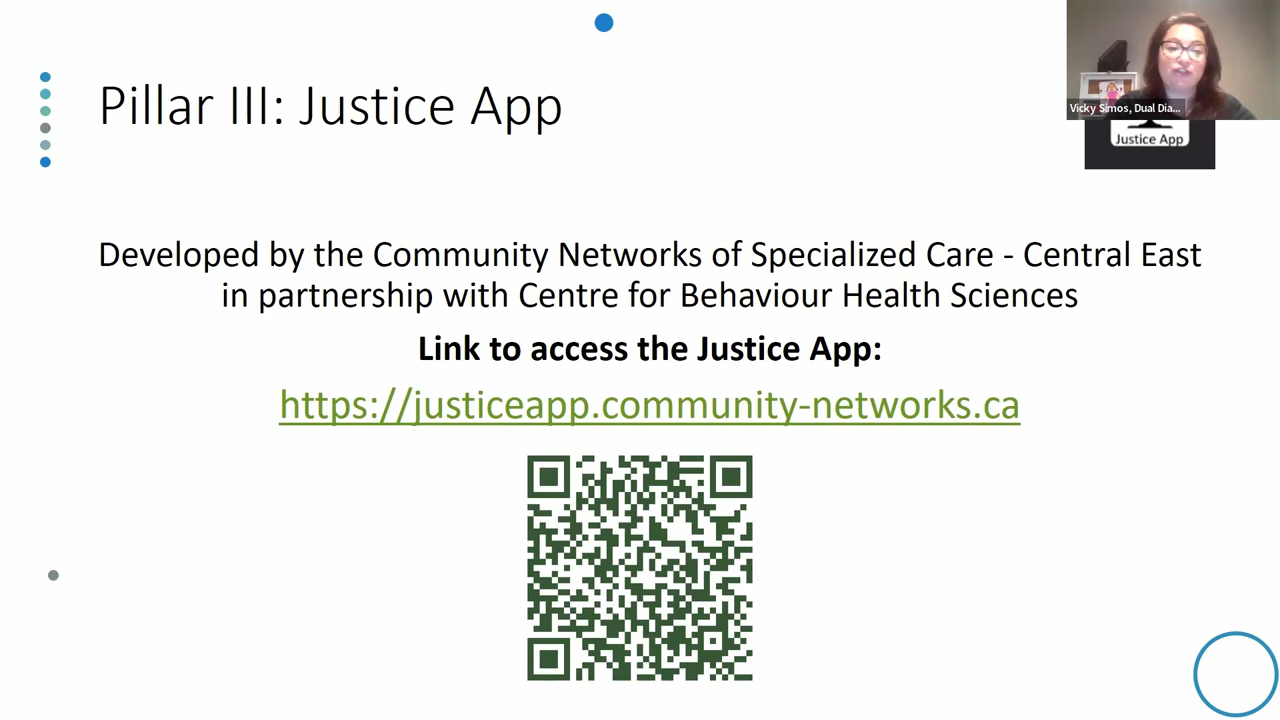 Pillar III: Justice App
Vicky Simos, Dual Dia...
Justice App
Developed by the Community Networks of Specialized Care - Central East
in partnership with Centre for Behaviour Health Sciences
Link to access the Justice App:
https://justiceapp.community-networks.ca